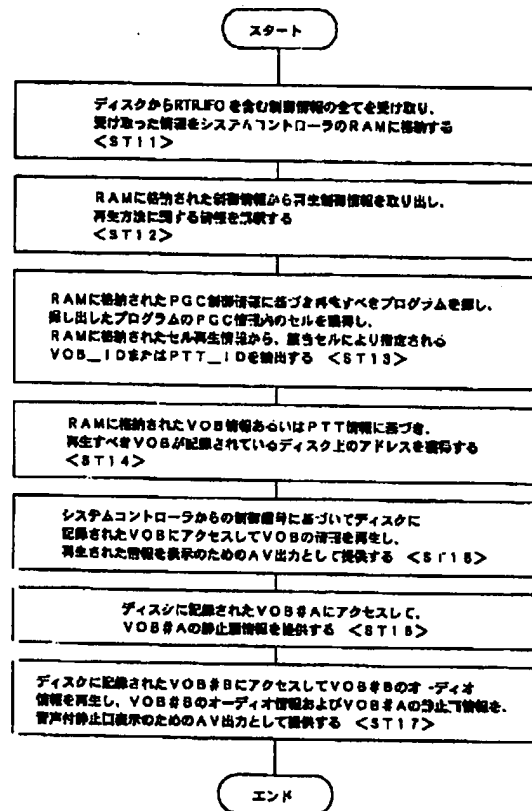 スタート
ディスクからRTR.IFOを含む制御情報の全てを受け取り、
受け取った情報をシステムコントローラのRAMに格納する
<ST11>
RAMに格納された制御情報から再生制御情報を取り出し、
再生方法に関する情報を認識する
<ST12>
RAMに格納されたPGC制御情報に基づき再生すべきプログラムを探し、
探し出したプログラムのPGC情報内のセルを獲得し、
RAMに格納されたセル再生情報から、該当セルにより指定される
VOB_IDまたはPTT_IDを検出する <ST13>
RAMに格納されたVOB情報あるいはPTT情報に基づき、
再生すべきVOBが記録されているディスク上のアドレスを獲得する
<ST14>
システムコントローラからの制御信号に基づいてディスクに
記録されたVOBにアクセスしてVOBの情報を再生し、
再生された情報を表示のためのAV出力として提供する <ST15>
ディスクに記録されたVOB#Aにアクセスして、
VOB#Aの静止画情報を提供する <ST16>
ディスクに記録されたVOB#BにアクセスしてVOB#Bのオーディオ
情報を再生し、VOB#Bのオーディオ情報およびVOB#Aの静止画情報を、
音声付静止画表示のためのAV出力として提供する <ST17>
エンド